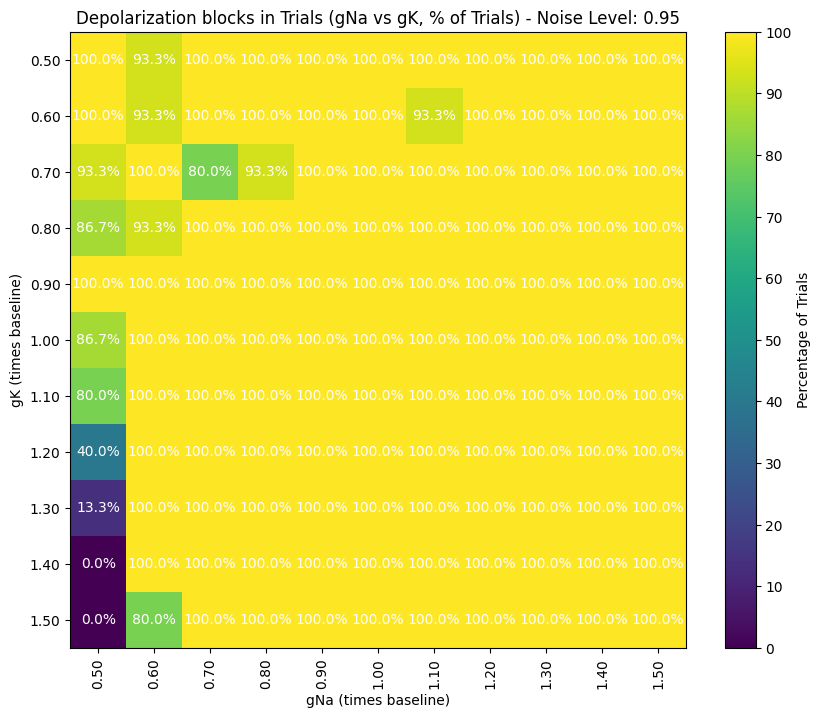 Depolarization blocks in Trials (gNa vs gK, % of Trials) - Noise Level: 0.95
0.50 100.0% 93.3% 100.0% 100.0% 100.0% 100.0% 100.0% 100.0% 100.0% 100.0% 100.0%
0.60 100.0% 93.3% 100.0% 100.0% 100.0% 100.0% 93.3% 100.0% 100.0% 100.0% 100.0%
0.70 93.3% 100.0% 80.0% 93.3% 100.0% 100.0% 100.0% 100.0% 100.0% 100.0% 100.0%
0.80 86.7% 93.3% 100.0% 100.0% 100.0% 100.0% 100.0% 100.0% 100.0% 100.0% 100.0%
0.90 100.0% 100.0% 100.0% 100.0% 100.0% 100.0% 100.0% 100.0% 100.0% 100.0% 100.0%
1.00 86.7% 100.0% 100.0% 100.0% 100.0% 100.0% 100.0% 100.0% 100.0% 100.0% 100.0%
1.10 80.0% 100.0% 100.0% 100.0% 100.0% 100.0% 100.0% 100.0% 100.0% 100.0% 100.0%
1.20 40.0% 100.0% 100.0% 100.0% 100.0% 100.0% 100.0% 100.0% 100.0% 100.0% 100.0%
1.30 13.3% 100.0% 100.0% 100.0% 100.0% 100.0% 100.0% 100.0% 100.0% 100.0% 100.0%
1.40 0.0% 100.0% 100.0% 100.0% 100.0% 100.0% 100.0% 100.0% 100.0% 100.0% 100.0%
1.50 0.0% 80.0% 100.0% 100.0% 100.0% 100.0% 100.0% 100.0% 100.0% 100.0% 100.0%
gK (times baseline)
0.50 0.60 0.70 0.80 0.90 1.00 1.10 1.20 1.30 1.40 1.50
gNa (times baseline)
100
90
80
70
60
50
40
30
20
10
0
Percentage of Trials